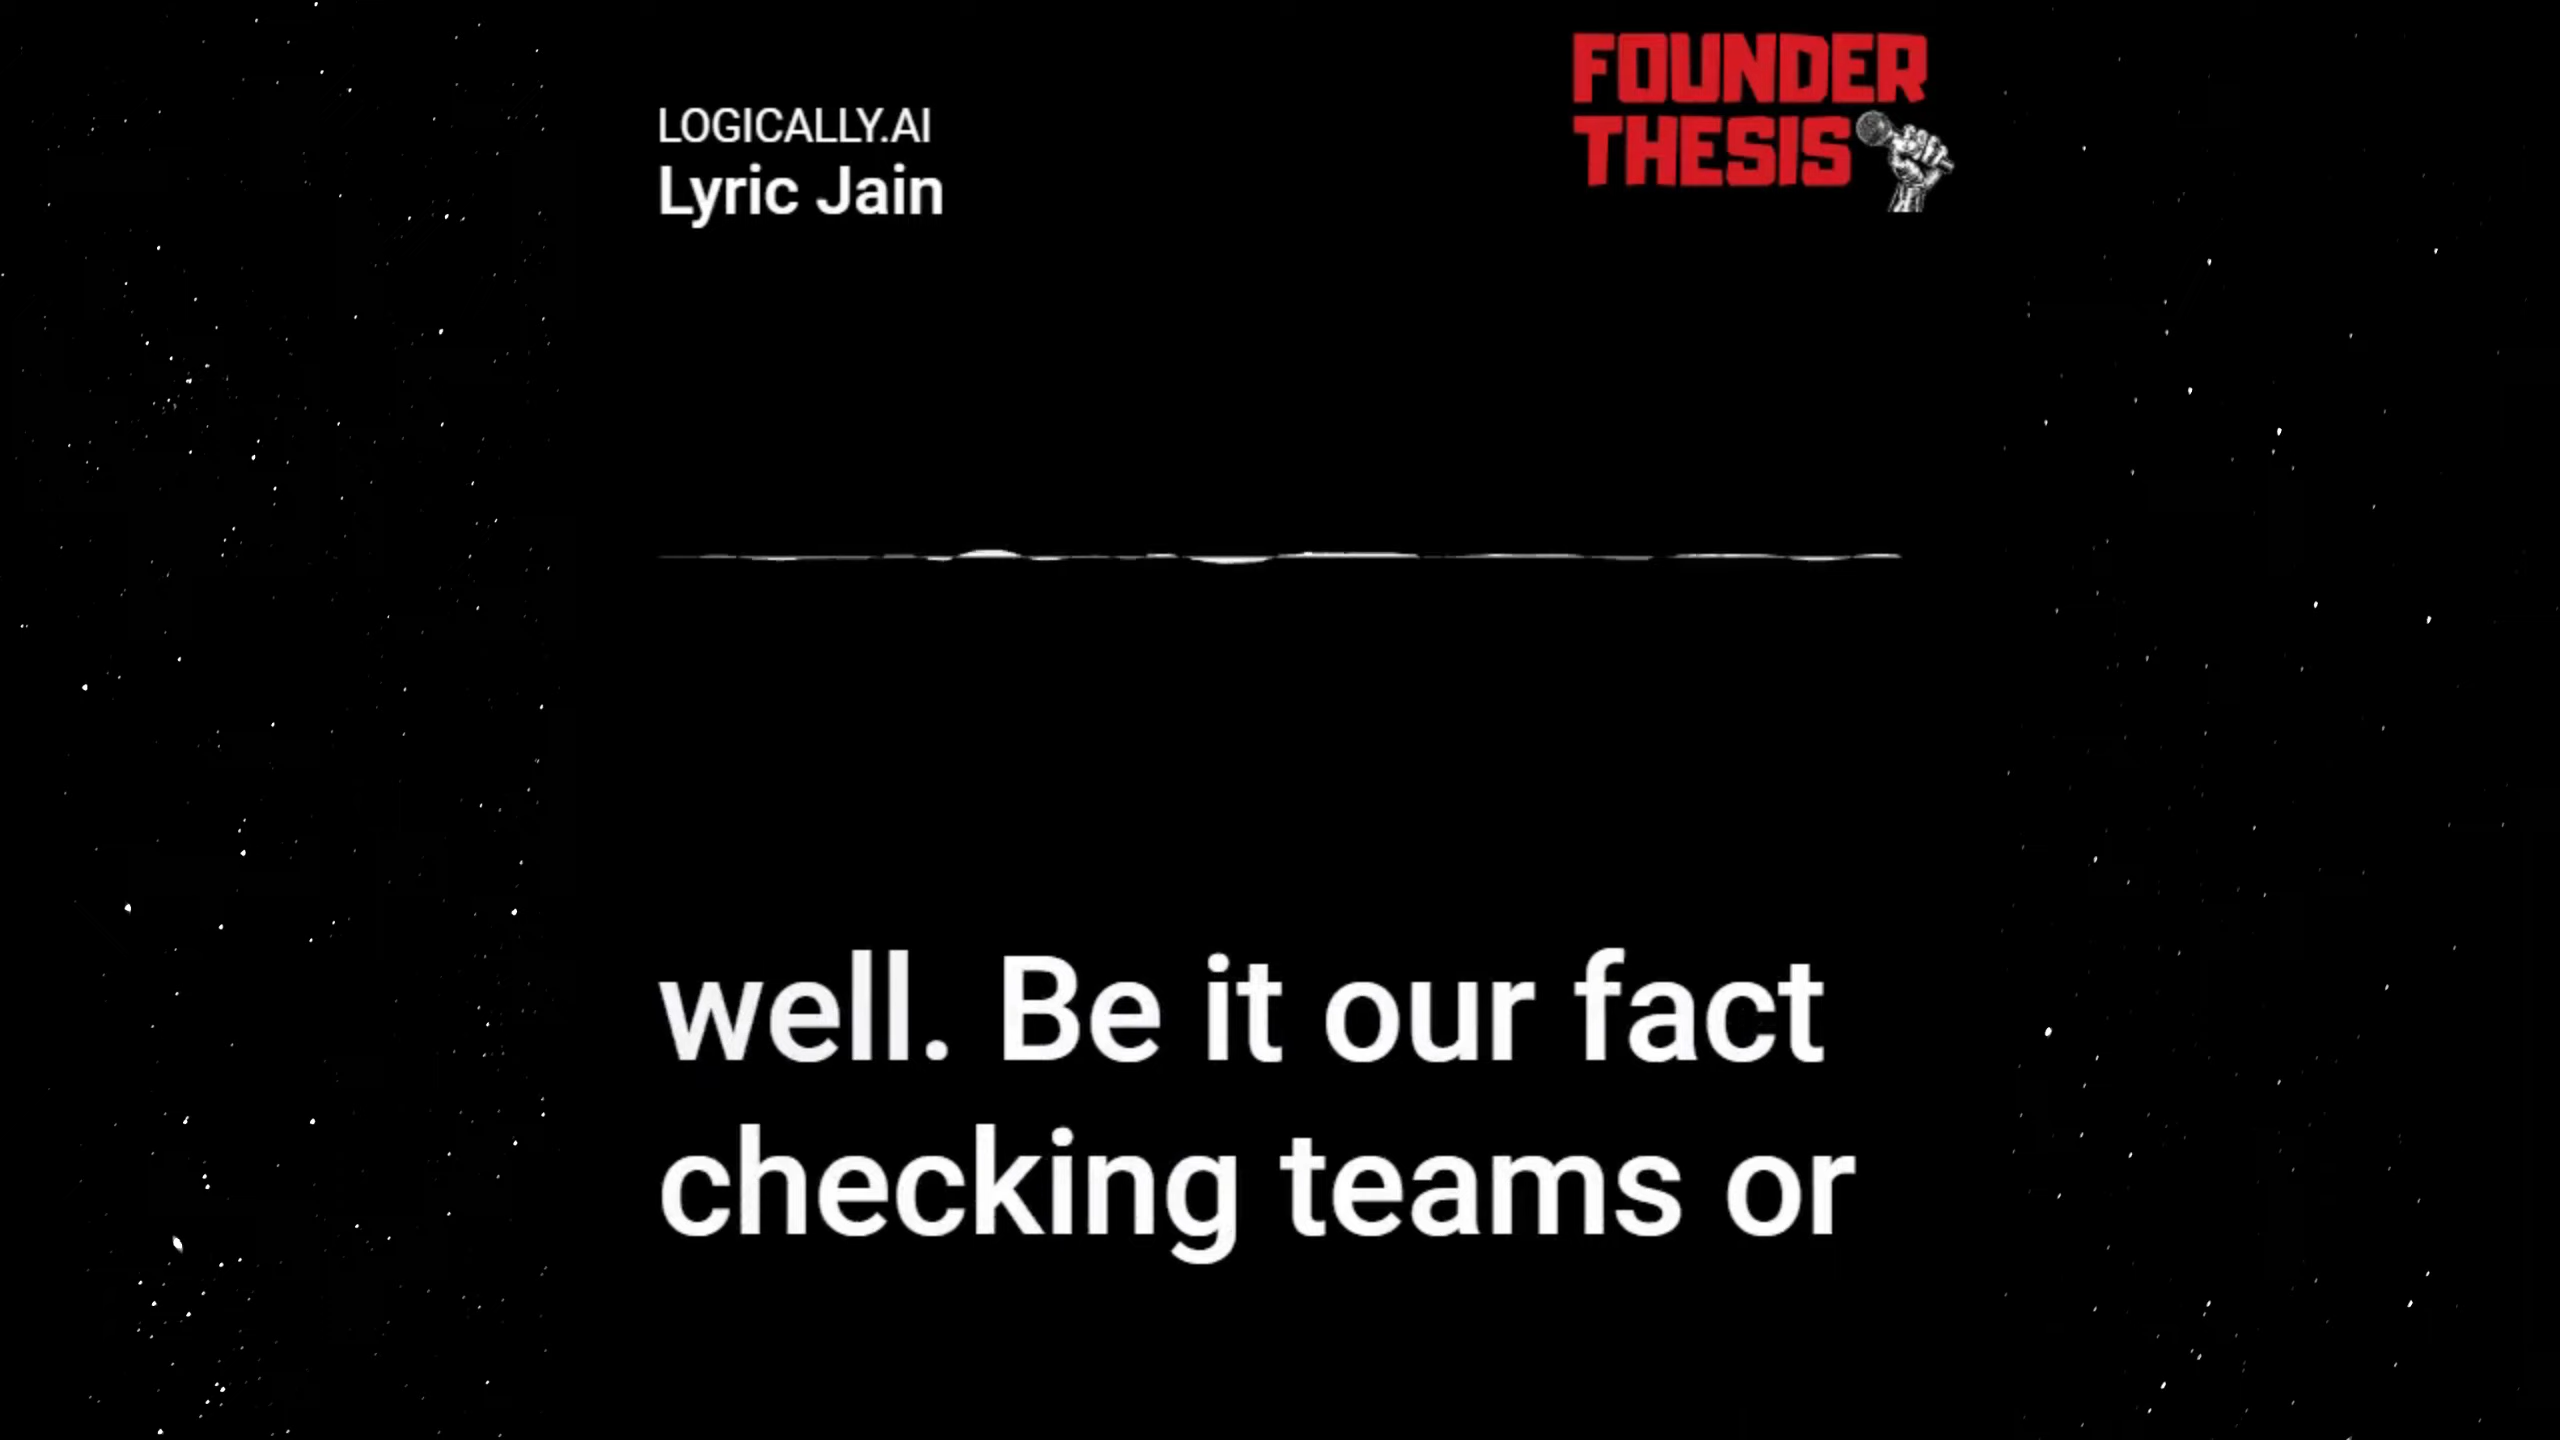 LOGICALLY.AI
Lyric Jain
FOUNDER
THESIS
well. Be it our fact
checking teams or